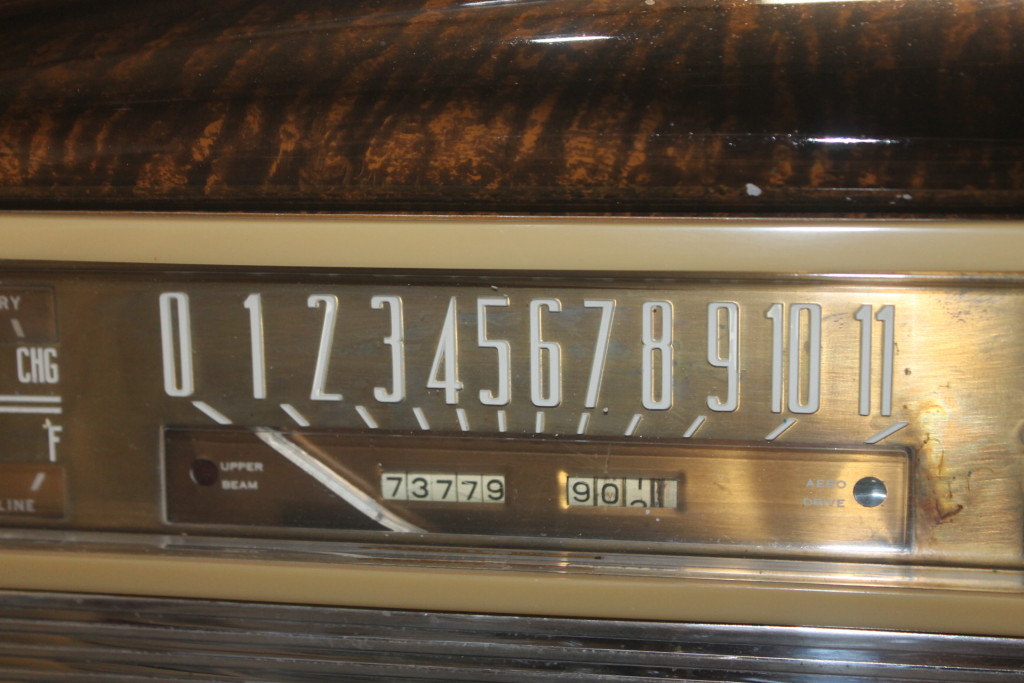 RY
CHG
°F
LINE
0 1 2 3 4 5 6 7 8 9 10 11
UPPER
BEAM
73779
90
AERO
DRIVE